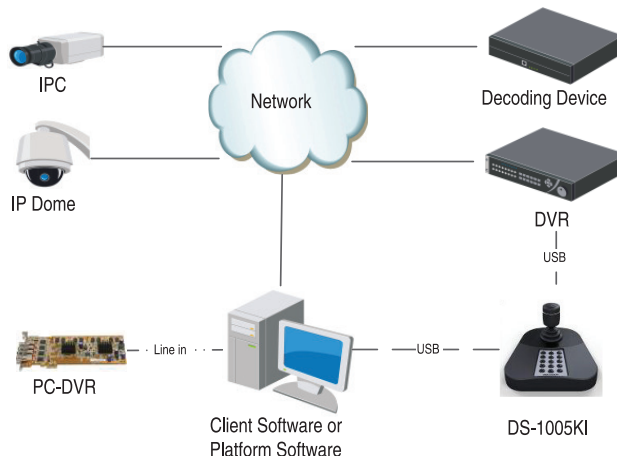 IPC
Network
Decoding Device
IP Dome
DVR
USB
Line in
USB
PC-DVR
Client Software or
Platform Software
DS-1005KI